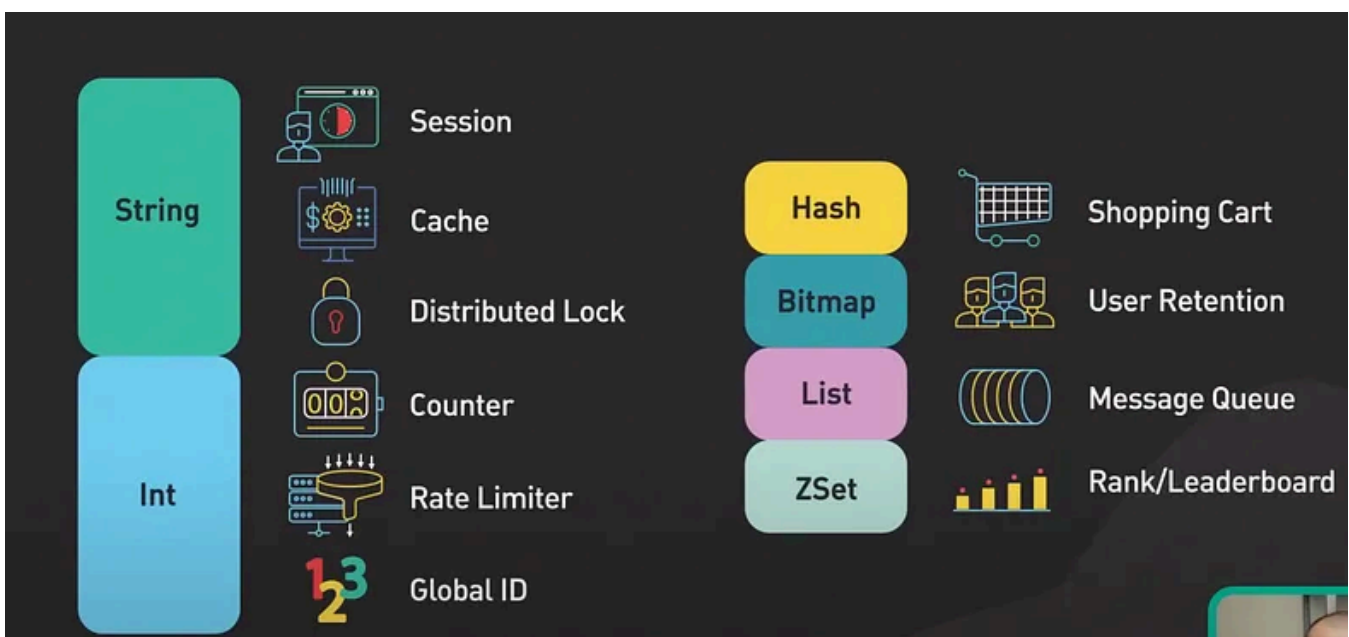 String
Session
Cache
Distributed Lock
Int
Counter
Rate Limiter
Global ID
Hash
Shopping Cart
Bitmap
User Retention
List
Message Queue
ZSet
Rank/Leaderboard